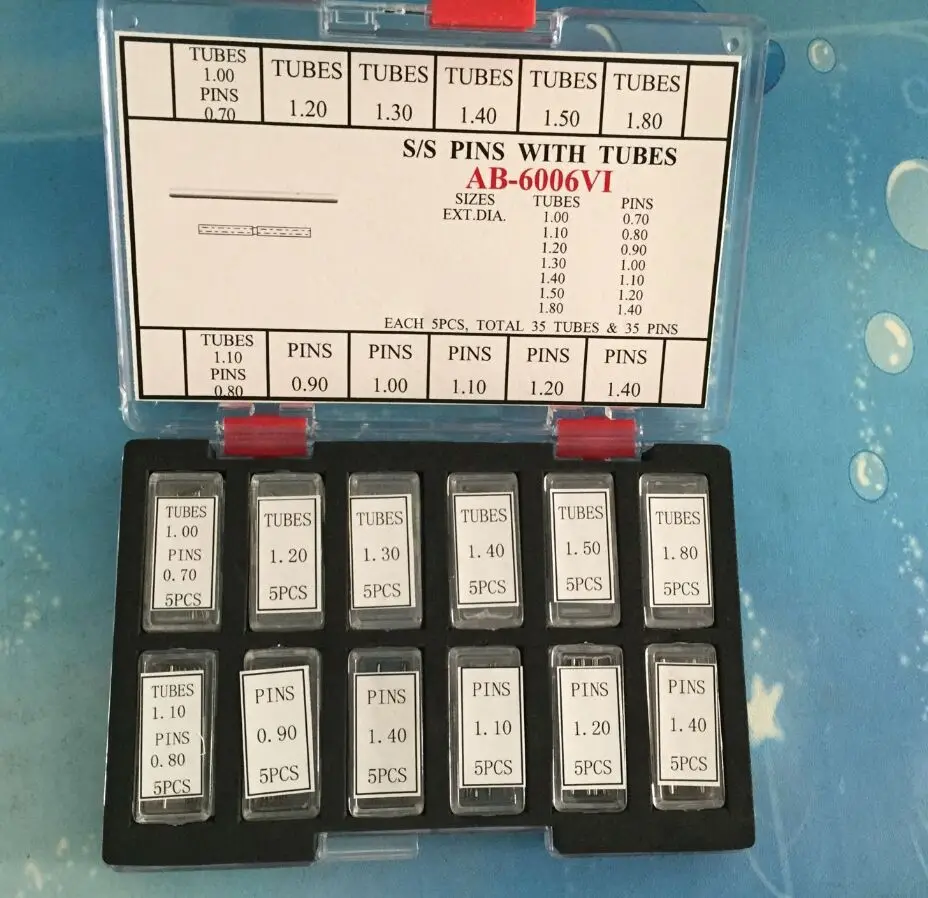 TUBES
1.00
PINS
0.70
TUBES
1.20
TUBES
1.30
TUBES
1.40
TUBES
1.50
TUBES
1.80
S/S PINS WITH TUBES
AB-6006VI
SIZES TUBES PINS
EXT.DIA. 1.00 0.70
1.10 0.80
1.20 0.90
1.30 1.00
1.40 1.10
1.50 1.20
1.80 1.40
EACH 5PCS, TOTAL 35 TUBES & 35 PINS
TUBES
1.10
PINS
0.80
PINS
0.90
PINS
1.00
PINS
1.10
PINS
1.20
PINS
1.40
TUBES
1.00
PINS
0.70
5PCS
TUBES
1.20
5PCS
TUBES
1.30
5PCS
TUBES
1.40
5PCS
TUBES
1.50
5PCS
TUBES
1.80
5PCS
TUBES
1.10
PINS
0.80
5PCS
PINS
0.90
5PCS
PINS
1.40
5PCS
PINS
1.10
5PCS
PINS
1.20
5PCS
PINS
1.40
5PCS